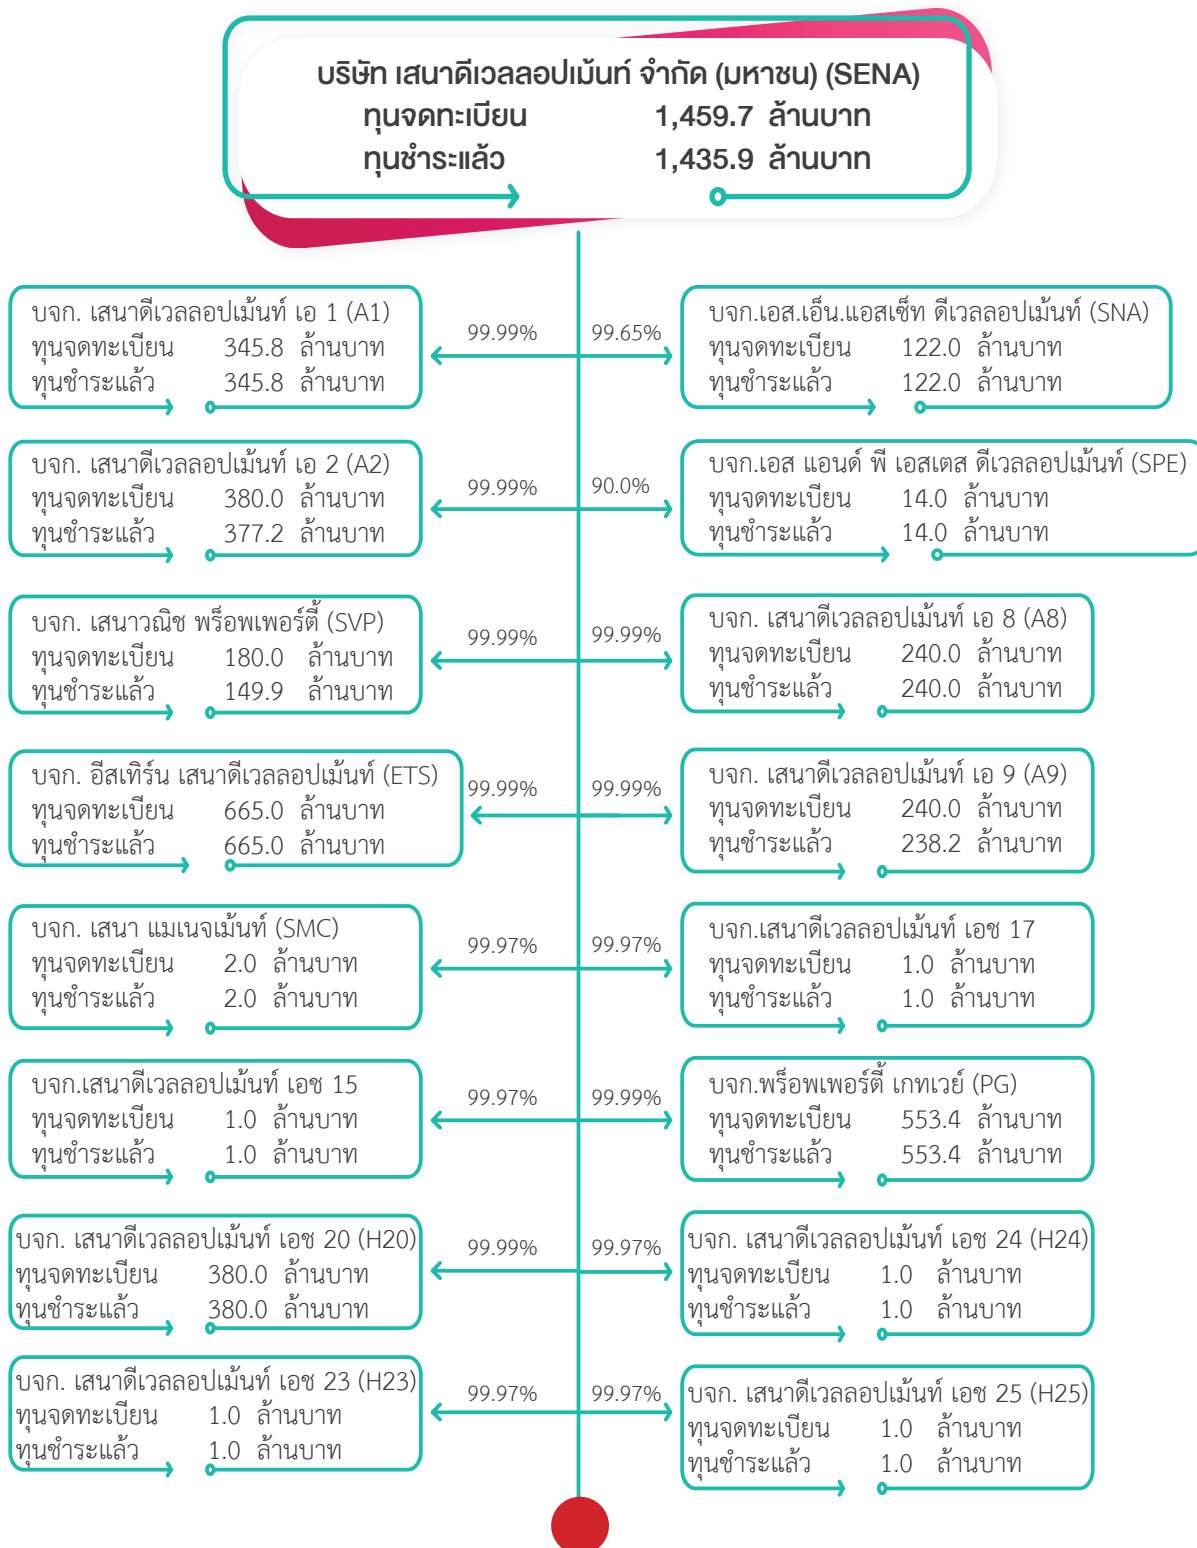 บริษัท เสนาดีเวลลอปเม้นท์ จำกัด (มหาชน) (SENA)
ทุนจดทะเบียน 1,459.7 ล้านบาท
ทุนชำระแล้ว 1,435.9 ล้านบาท
บจก. เสนาดีเวลลอปเม้นท์ เอ 1 (A1)
ทุนจดทะเบียน 345.8 ล้านบาท
ทุนชำระแล้ว 345.8 ล้านบาท
99.99% 99.65%
บจก.เอส.เอ็น.แอสเซ็ท ดีเวลลอปเม้นท์ (SNA)
ทุนจดทะเบียน 122.0 ล้านบาท
ทุนชำระแล้ว 122.0 ล้านบาท
บจก. เสนาดีเวลลอปเม้นท์ เอ 2 (A2)
ทุนจดทะเบียน 380.0 ล้านบาท
ทุนชำระแล้ว 377.2 ล้านบาท
99.99% 90.0%
บจก.เอส แอนด์ พี เอสเตส ดีเวลลอปเม้นท์ (SPE)
ทุนจดทะเบียน 14.0 ล้านบาท
ทุนชำระแล้ว 14.0 ล้านบาท
บจก. เสนาวณิช พร็อพเพอร์ตี้ (SVP)
ทุนจดทะเบียน 180.0 ล้านบาท
ทุนชำระแล้ว 149.9 ล้านบาท
99.99% 99.99%
บจก. เสนาดีเวลลอปเม้นท์ เอ 8 (A8)
ทุนจดทะเบียน 240.0 ล้านบาท
ทุนชำระแล้ว 240.0 ล้านบาท
บจก. อีสเทิร์น เสนาดีเวลลอปเม้นท์ (ETS)
ทุนจดทะเบียน 665.0 ล้านบาท
ทุนชำระแล้ว 665.0 ล้านบาท
99.99% 99.99%
บจก. เสนาดีเวลลอปเม้นท์ เอ 9 (A9)
ทุนจดทะเบียน 240.0 ล้านบาท
ทุนชำระแล้ว 238.2 ล้านบาท
บจก. เสนา แมเนจเม้นท์ (SMC)
ทุนจดทะเบียน 2.0 ล้านบาท
ทุนชำระแล้ว 2.0 ล้านบาท
99.97% 99.97%
บจก.เสนาดีเวลลอปเม้นท์ เอช 17
ทุนจดทะเบียน 1.0 ล้านบาท
ทุนชำระแล้ว 1.0 ล้านบาท
บจก.เสนาดีเวลลอปเม้นท์ เอช 15
ทุนจดทะเบียน 1.0 ล้านบาท
ทุนชำระแล้ว 1.0 ล้านบาท
99.97% 99.99%
บจก.พร็อพเพอร์ตี้ เกทเวย์ (PG)
ทุนจดทะเบียน 553.4 ล้านบาท
ทุนชำระแล้ว 553.4 ล้านบาท
บจก. เสนาดีเวลลอปเม้นท์ เอช 20 (H20)
ทุนจดทะเบียน 380.0 ล้านบาท
ทุนชำระแล้ว 380.0 ล้านบาท
99.99% 99.97%
บจก. เสนาดีเวลลอปเม้นท์ เอช 24 (H24)
ทุนจดทะเบียน 1.0 ล้านบาท
ทุนชำระแล้ว 1.0 ล้านบาท
บจก. เสนาดีเวลลอปเม้นท์ เอช 23 (H23)
ทุนจดทะเบียน 1.0 ล้านบาท
ทุนชำระแล้ว 1.0 ล้านบาท
99.97% 99.97%
บจก. เสนาดีเวลลอปเม้นท์ เอช 25 (H25)
ทุนจดทะเบียน 1.0 ล้านบาท
ทุนชำระแล้ว 1.0 ล้านบาท